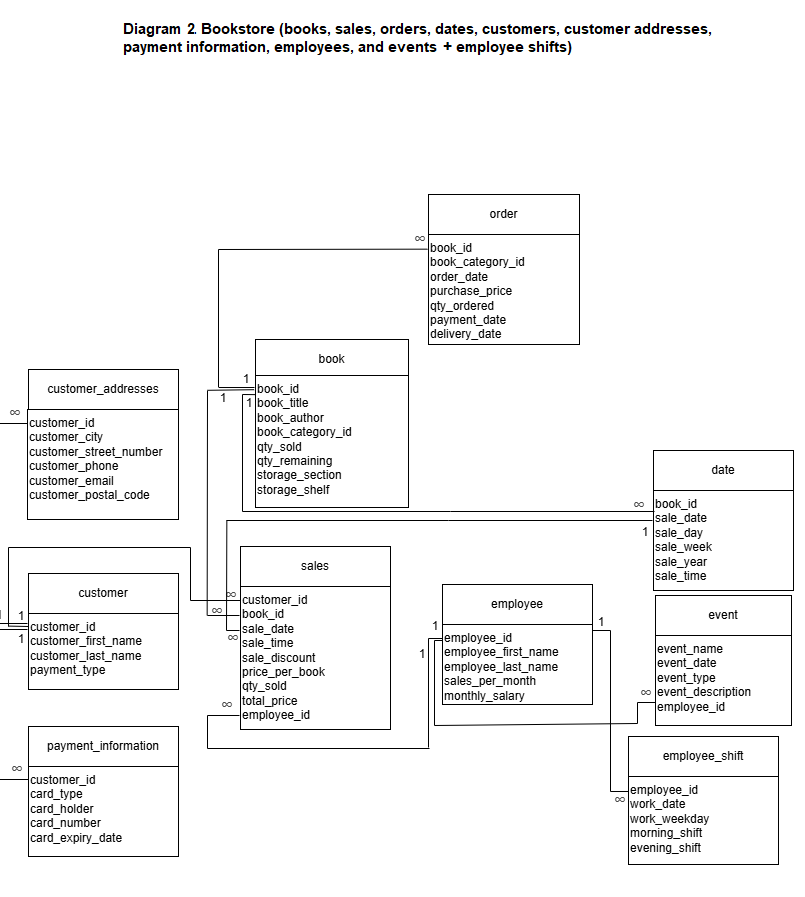 Diagram 2. Bookstore (books, sales, orders, dates, customers, customer addresses,
payment information, employees, and events + employee shifts)
order
∞
book_id
book_category_id
order_date
purchase_price
qty_ordered
payment_date
delivery_date
book
1
1
1
book_id
book_title
book_author
book_category_id
qty_sold
qty_remaining
storage_section
storage_shelf
customer_addresses
∞
customer_id
customer_city
customer_street_number
customer_phone
customer_email
customer_postal_code
date
∞
1
book_id
sale_date
sale_day
sale_week
sale_year
sale_time
sales
∞
∞
∞
∞
customer_id
book_id
sale_date
sale_time
sale_discount
price_per_book
qty_sold
total_price
employee_id
customer
1
1
customer_id
customer_first_name
customer_last_name
payment_type
employee
1
1
1
employee_id
employee_first_name
employee_last_name
sales_per_month
monthly_salary
event
∞
event_name
event_date
event_type
event_description
employee_id
payment_information
∞
customer_id
card_type
card_holder
card_number
card_expiry_date
employee_shift
∞
employee_id
work_date
work_weekday
morning_shift
evening_shift